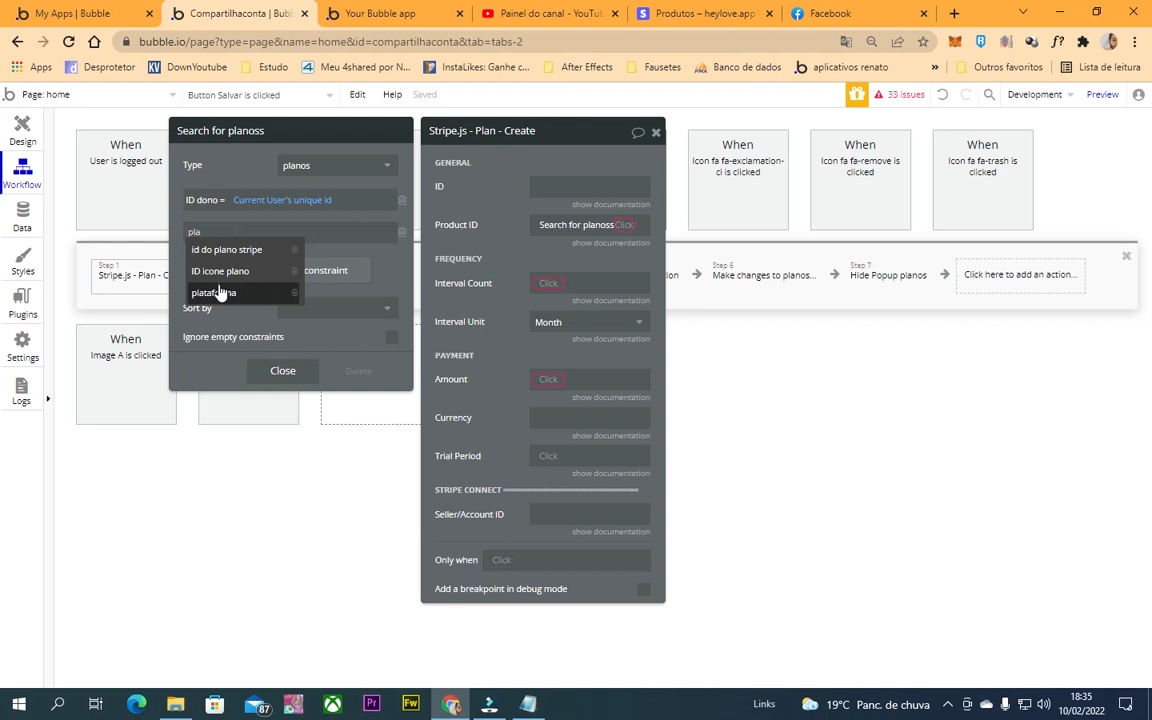 My Apps | Bubble
Compartilhaconta | Bubb
Your Bubble app
Painel do canal - YouTub
Produtos – heylove.app
Facebook
bubble.io/page?type=page&name=home&id=compartilhaconta&tab=tabs-2
Apps
Desprotetor
DownYoutube
Estudo
Meu 4shared por N...
InstaLikes: Ganhe c...
After Effects
Fausetes
Banco de dados
aplicativos renato
»
Outros favoritos
Lista de leitura
Page: home
Button Salvar is clicked
Edit
Help
Saved
33 issues
Development
Preview
Design
Workflow
Data
Styles
Plugins
Settings
Logs
When
User is logged out
Search for planoss
Type
planos
ID dono =
Current User's unique id
pla
id do plano stripe
ID icone plano
constraint
Sort by
Ignore empty constraints
Close
Delete
Stripe.js - Plan - Create
GENERAL
ID
show documentation
Product ID
Search for planoss Click
show documentation
FREQUENCY
Interval Count
Click
show documentation
Interval Unit
Month
show documentation
PAYMENT
Amount
Click
show documentation
Currency
show documentation
Trial Period
Click
show documentation
STRIPE CONNECT
Seller/Account ID
show documentation
Only when
Click
Add a breakpoint in debug mode
When
Icon fa fa-exclamation-
ci is clicked
When
Icon fa fa-remove is
clicked
When
Icon fa fa-trash is
clicked
Step 1
Stripe.js - Plan - C
Step 6
Make changes to planos...
Step 7
Hide Popup planos
Click here to add an action...
When
Image A is clicked
87
Links
19°C Panc. de chuva
18:35
10/02/2022